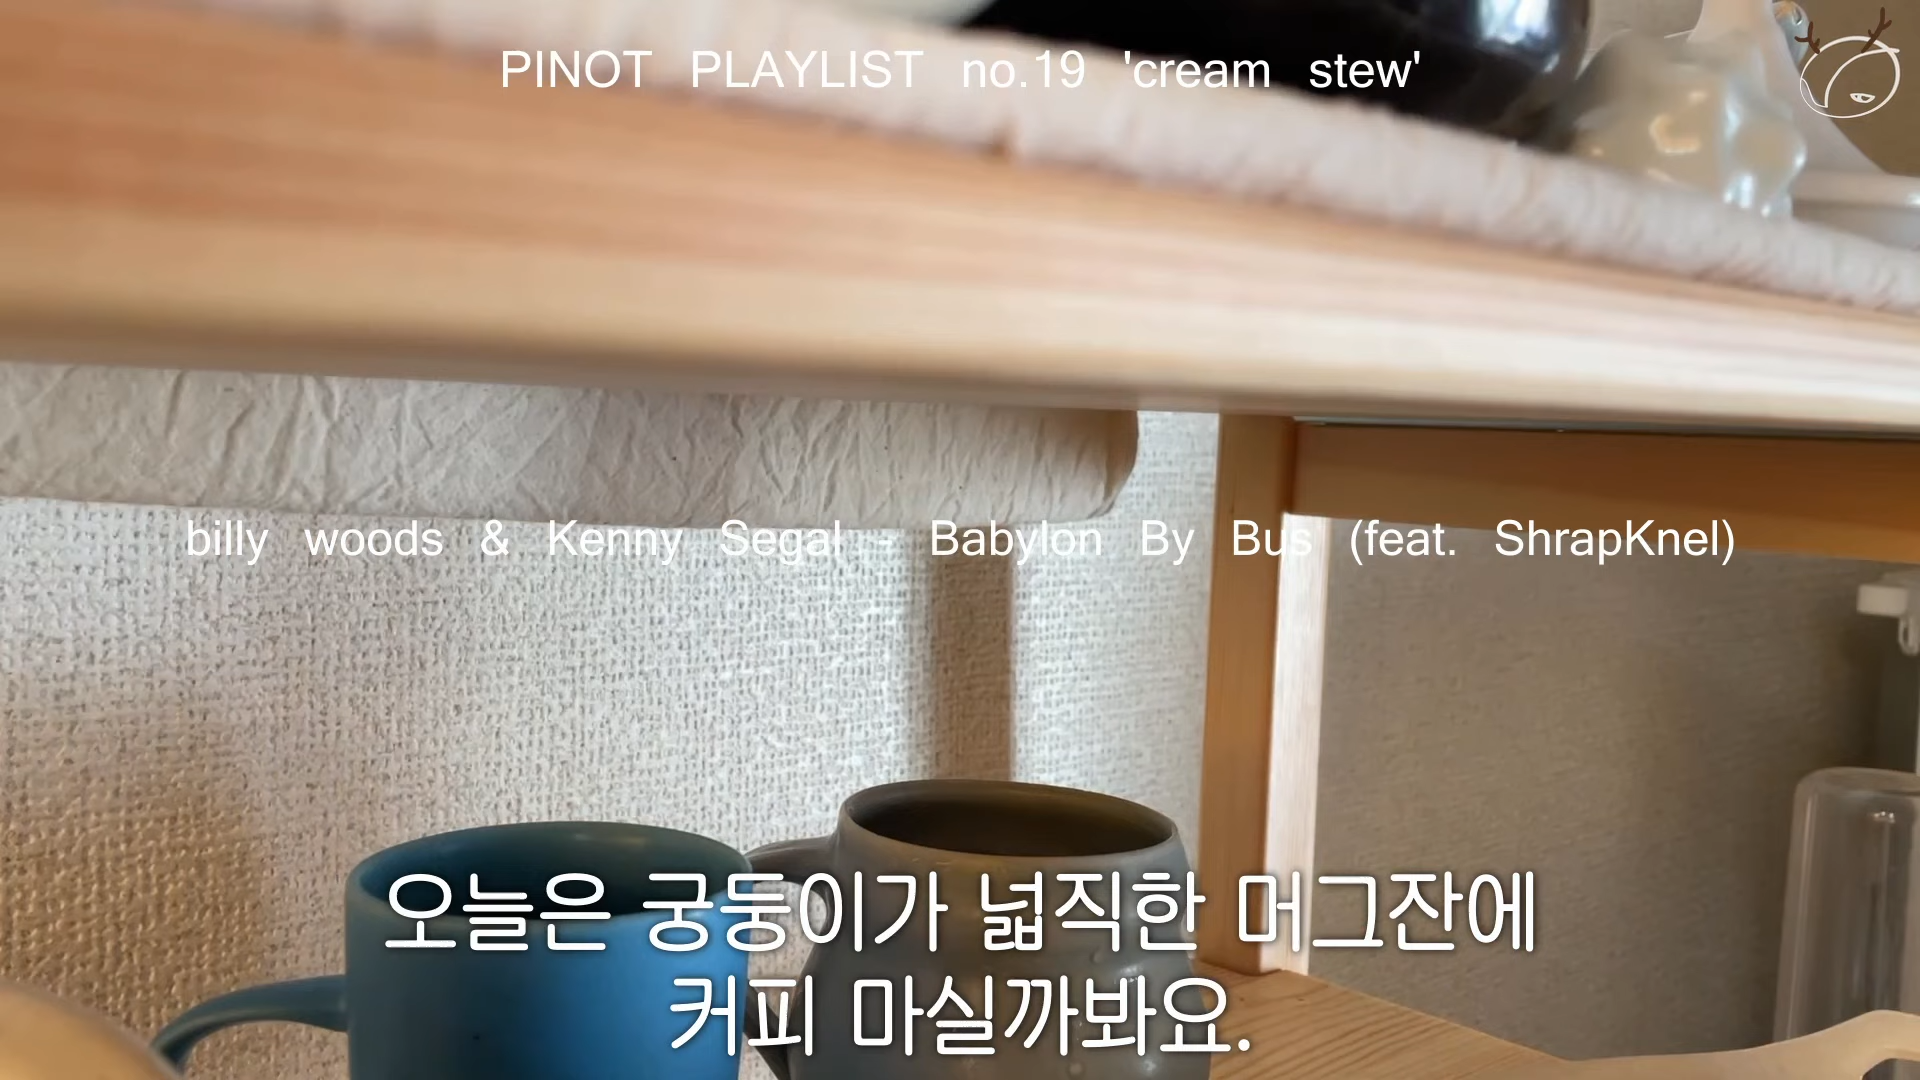 PINOT PLAYLIST no.19 'cream stew'
billy woods & Kenny Segal - Babylon By Bus (feat. ShrapKnel)
오늘은 궁둥이가 넓직한 머그잔에
커피 마실까봐요.